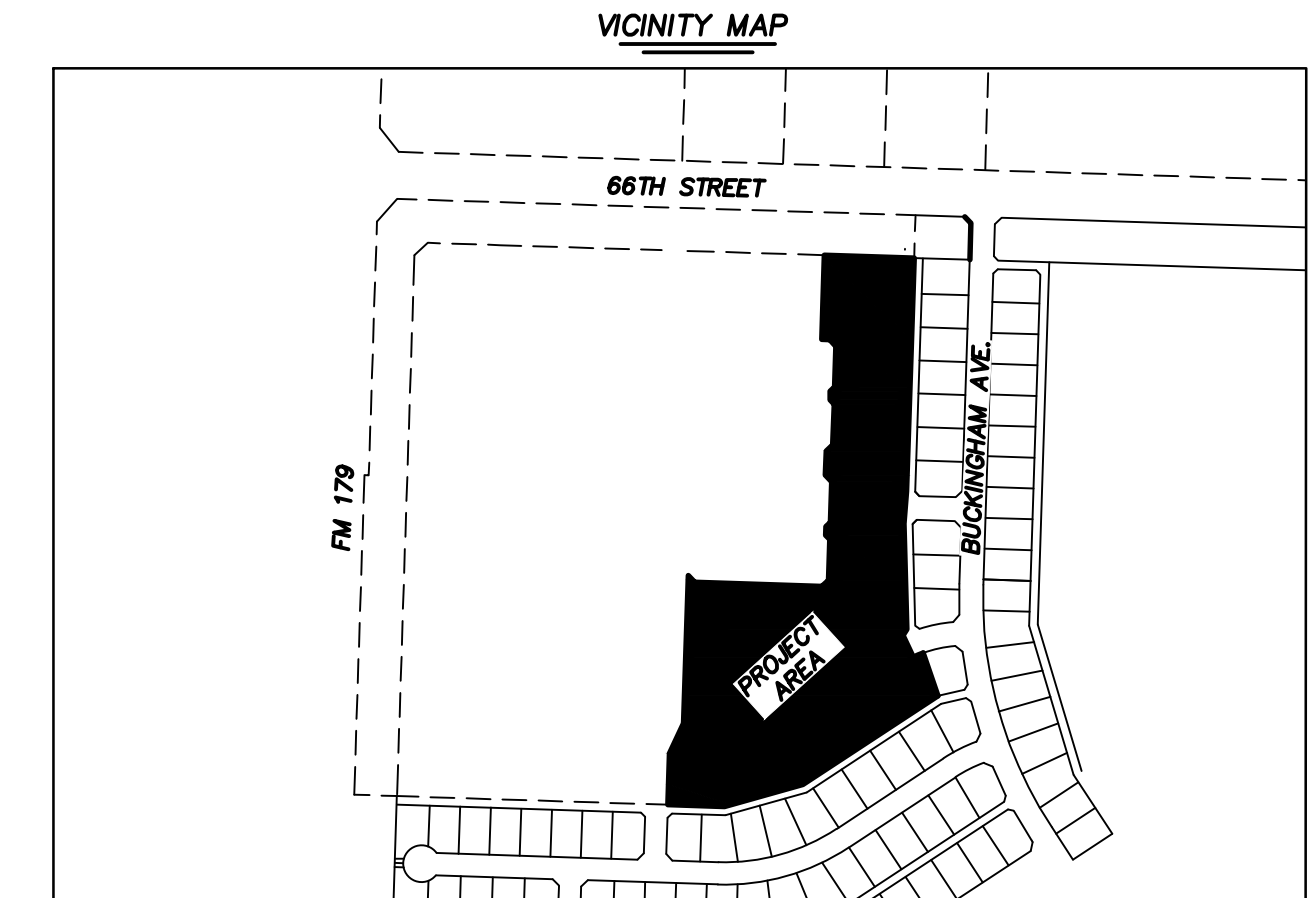 VICINITY MAP
66TH STREET
BUCKINGHAM AVE.
FM 179
PROJECT
AREA